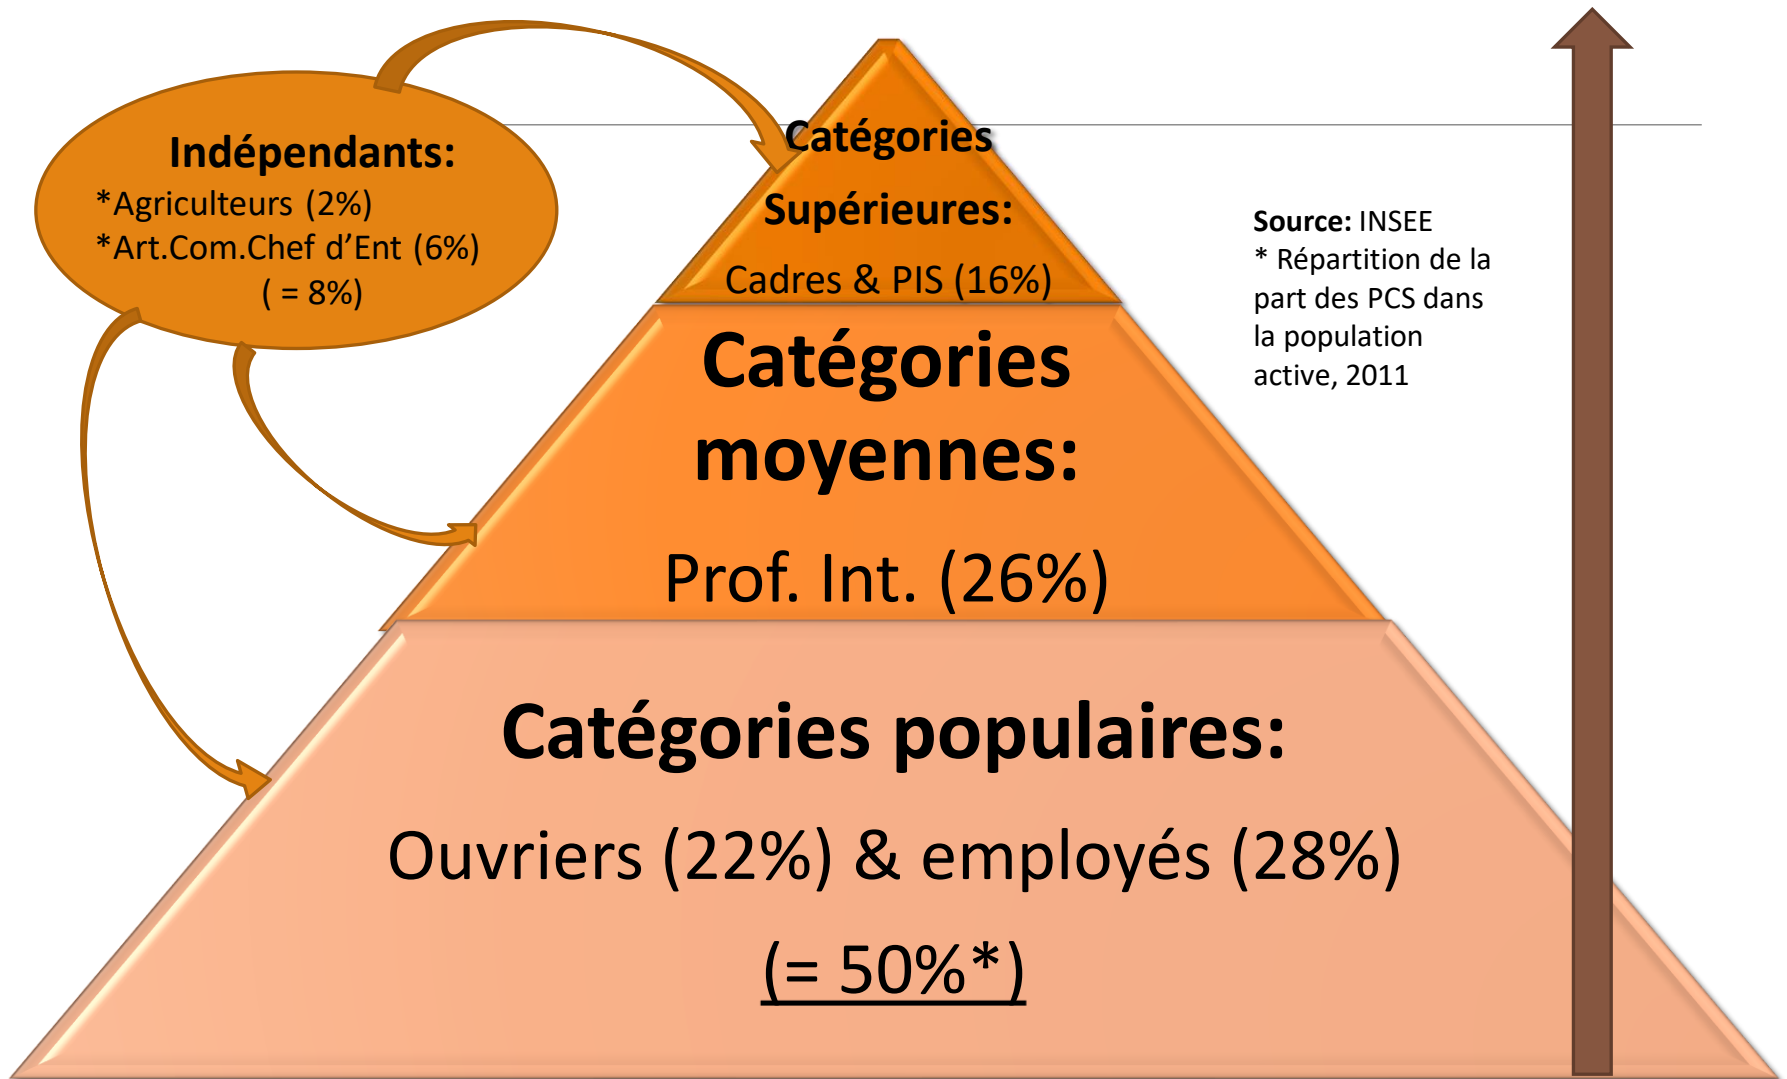 Indépendants:
*Agriculteurs (2%)
*Art.Com.Chef d’Ent (6%)
( = 8%)
Catégories
Supérieures:
Cadres & PIS (16%)
Source: INSEE
* Répartition de la
part des PCS dans
la population
active, 2011
Catégories
moyennes:
Prof. Int. (26%)
Catégories populaires:
Ouvriers (22%) & employés (28%)
(= 50%*)